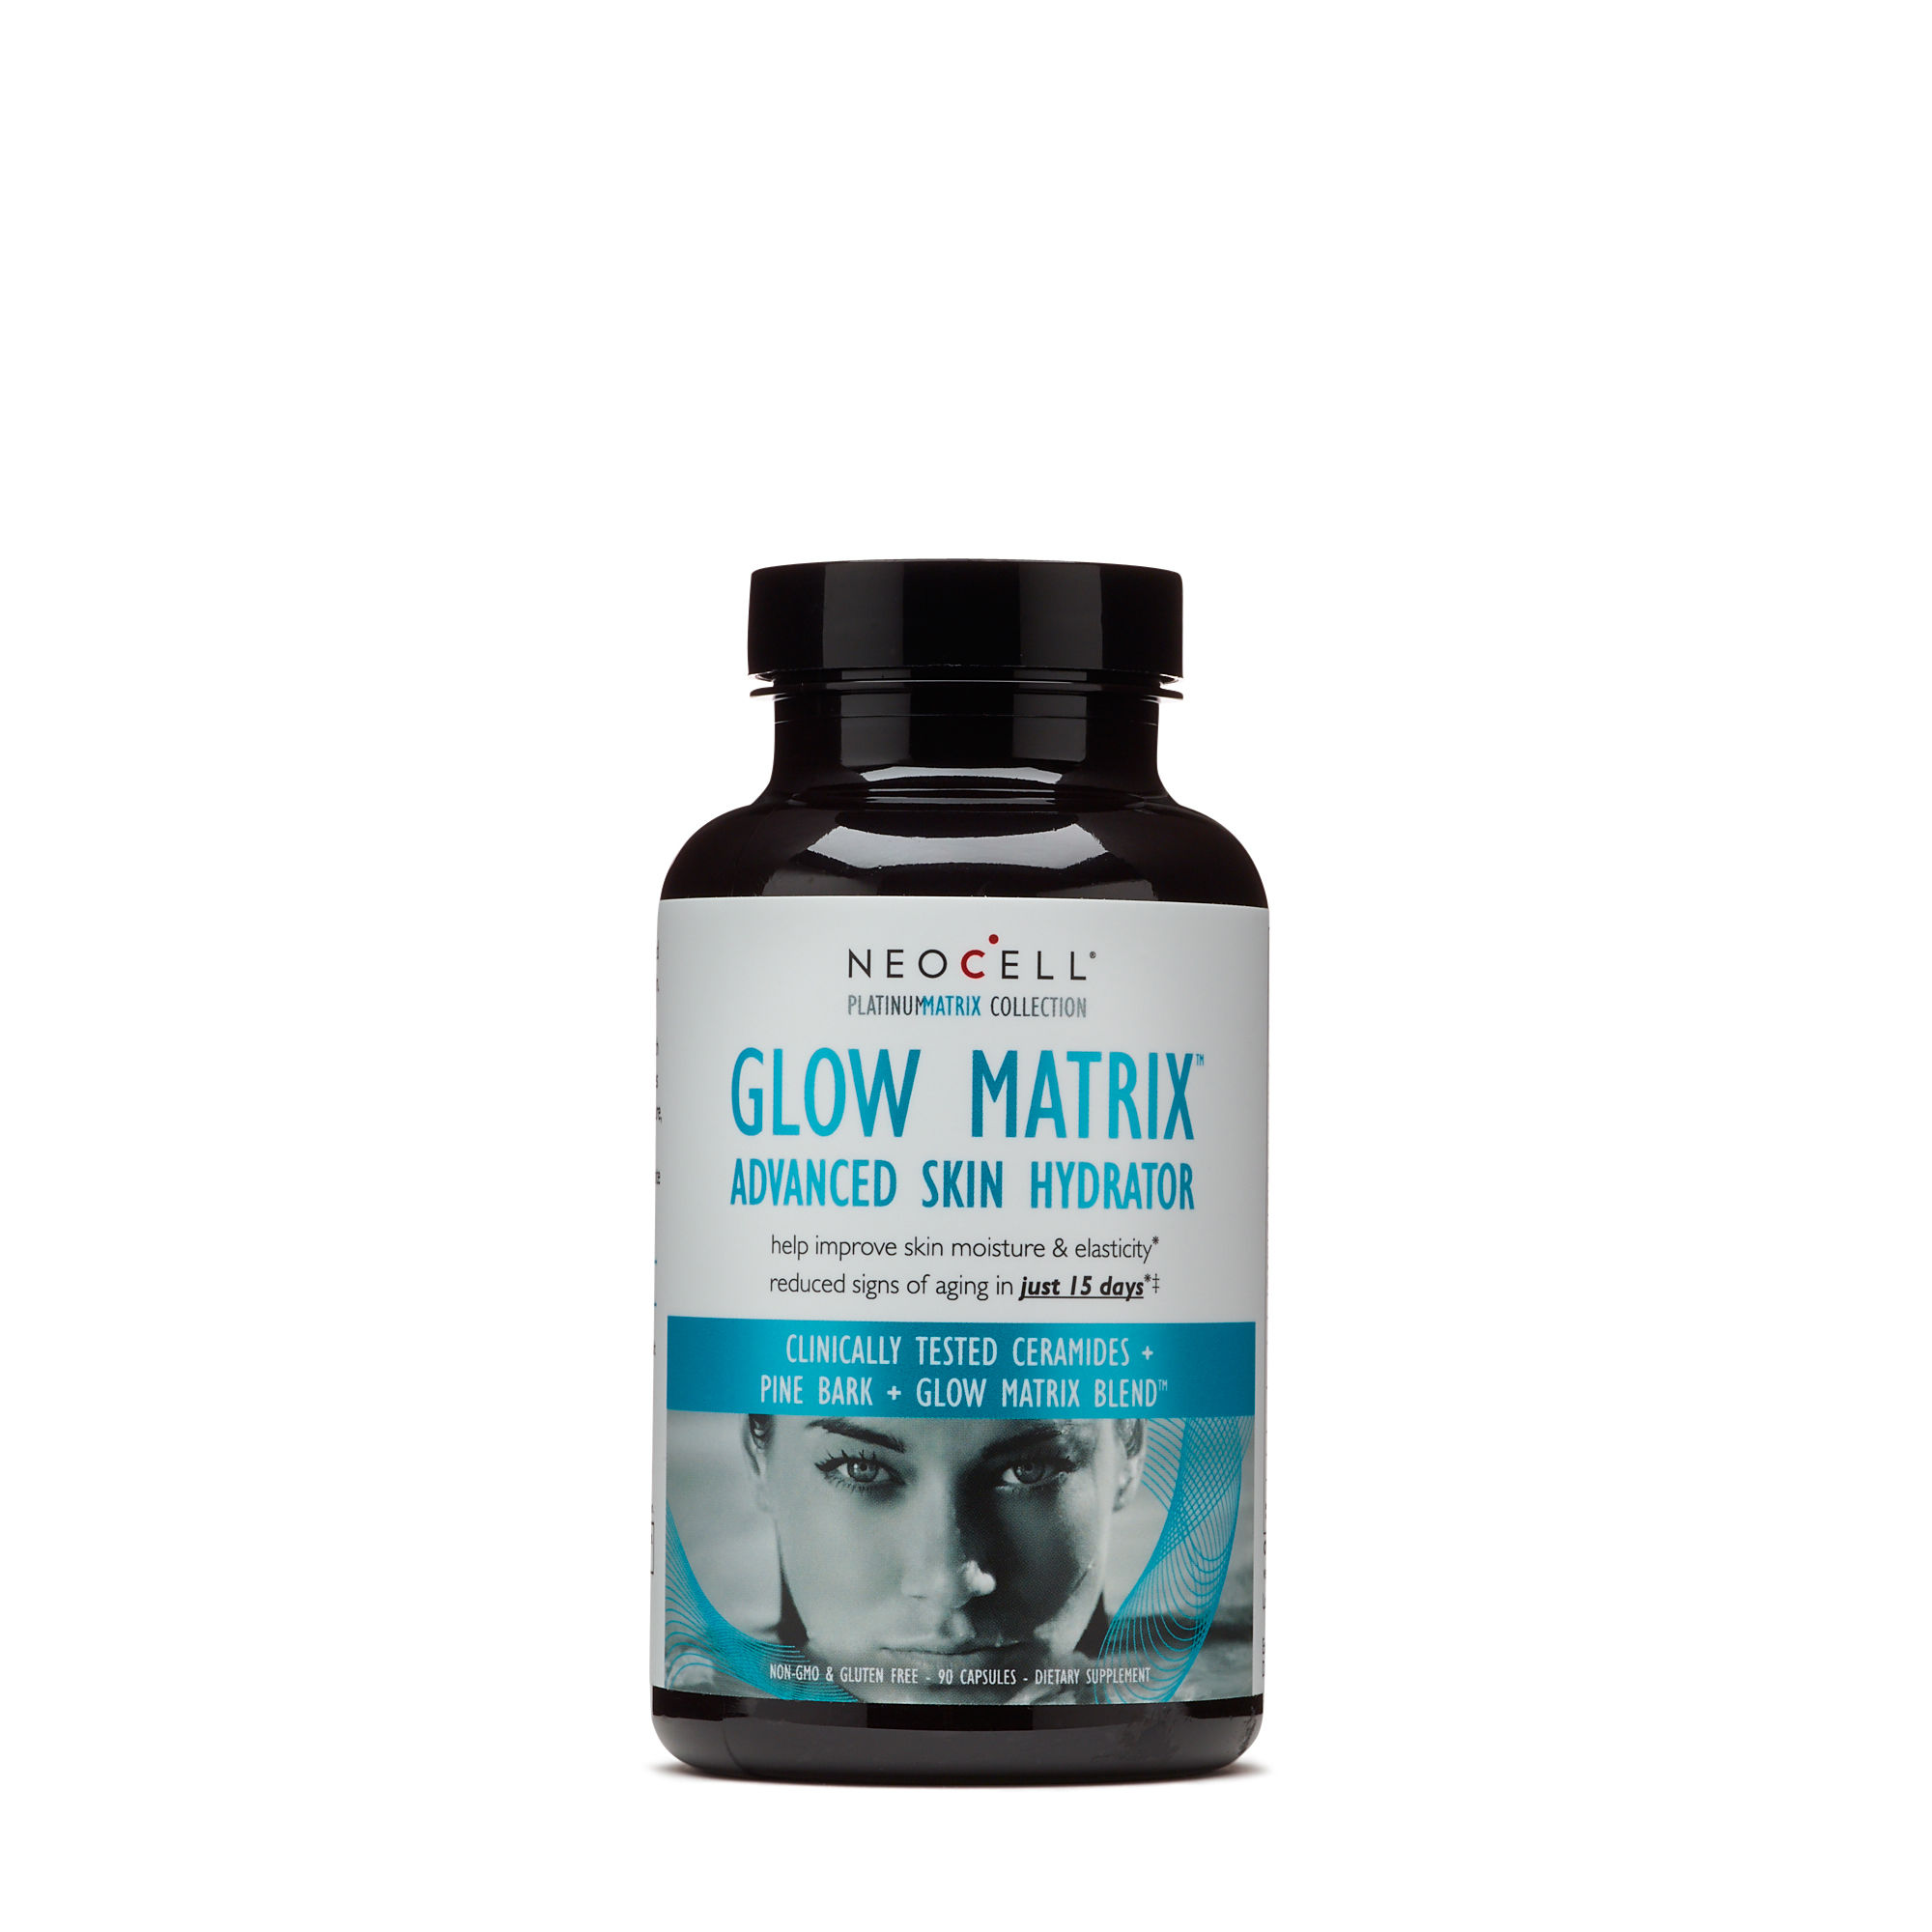 NEOCELL®
PLATINUMMATRIX COLLECTION
GLOW MATRIX™
ADVANCED SKIN HYDRATOR
help improve skin moisture & elasticity*
reduced signs of aging in just 15 days*‡
CLINICALLY TESTED CERAMIDES +
PINE BARK + GLOW MATRIX BLEND™
NON-GMO & GLUTEN FREE - 90 CAPSULES - DIETARY SUPPLEMENT